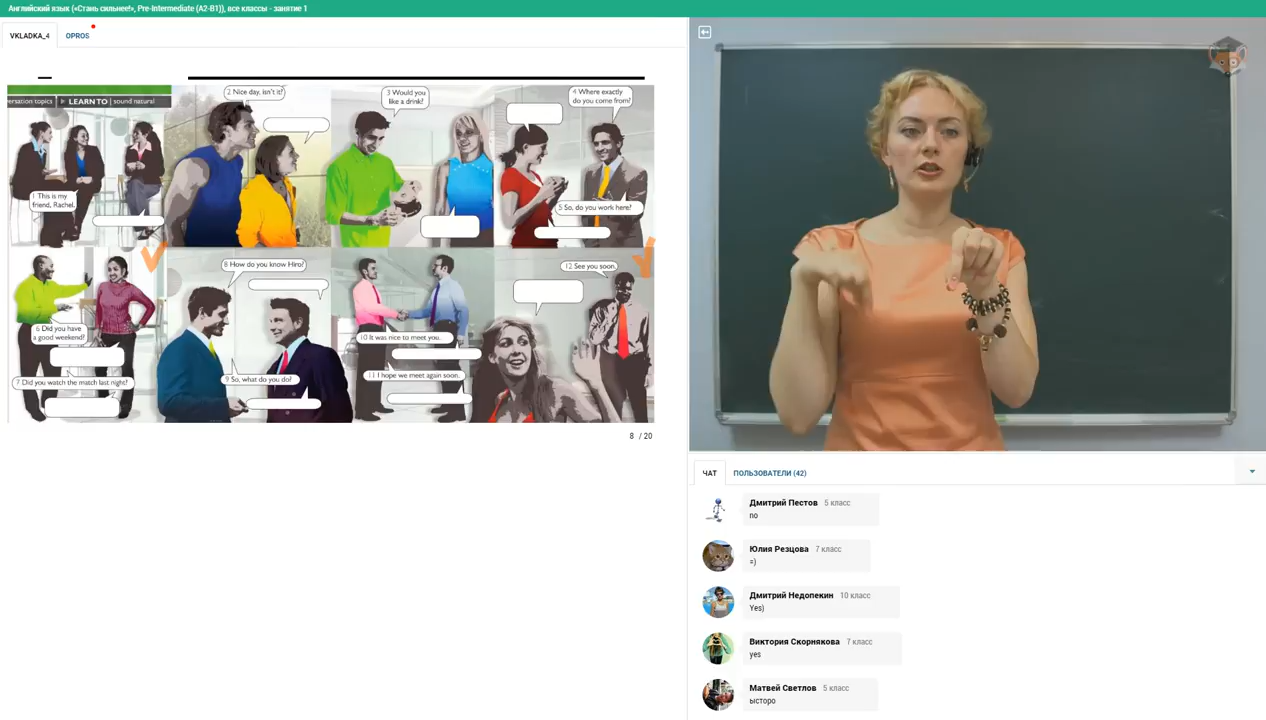 Английский язык («Стань сильнее!», Pre-Intermediate (A2-B1)), все классы - занятие 1
VKLADKA_4
OPROS
versation topics
LEARN TO
sound natural
1 This is my
friend, Rachel.
2 Nice day, isn't it?
3 Would you
like a drink?
4 Where exactly
do you come from?
5 So, do you work here?
6 Did you have
a good weekend?
7 Did you watch the match last night?
8 How do you know Hiro?
9 So, what do you do?
10 It was nice to meet you.
11 I hope we meet again soon.
12 See you soon.
8 / 20
ЧАТ
ПОЛЬЗОВАТЕЛИ (42)
Дмитрий Пестов 5 класс
no
Юлия Резцова 7 класс
=)
Дмитрий Недопекин 10 класс
Yes)
Виктория Скорнякова 7 класс
yes
Матвей Светлов 5 класс
ысторо